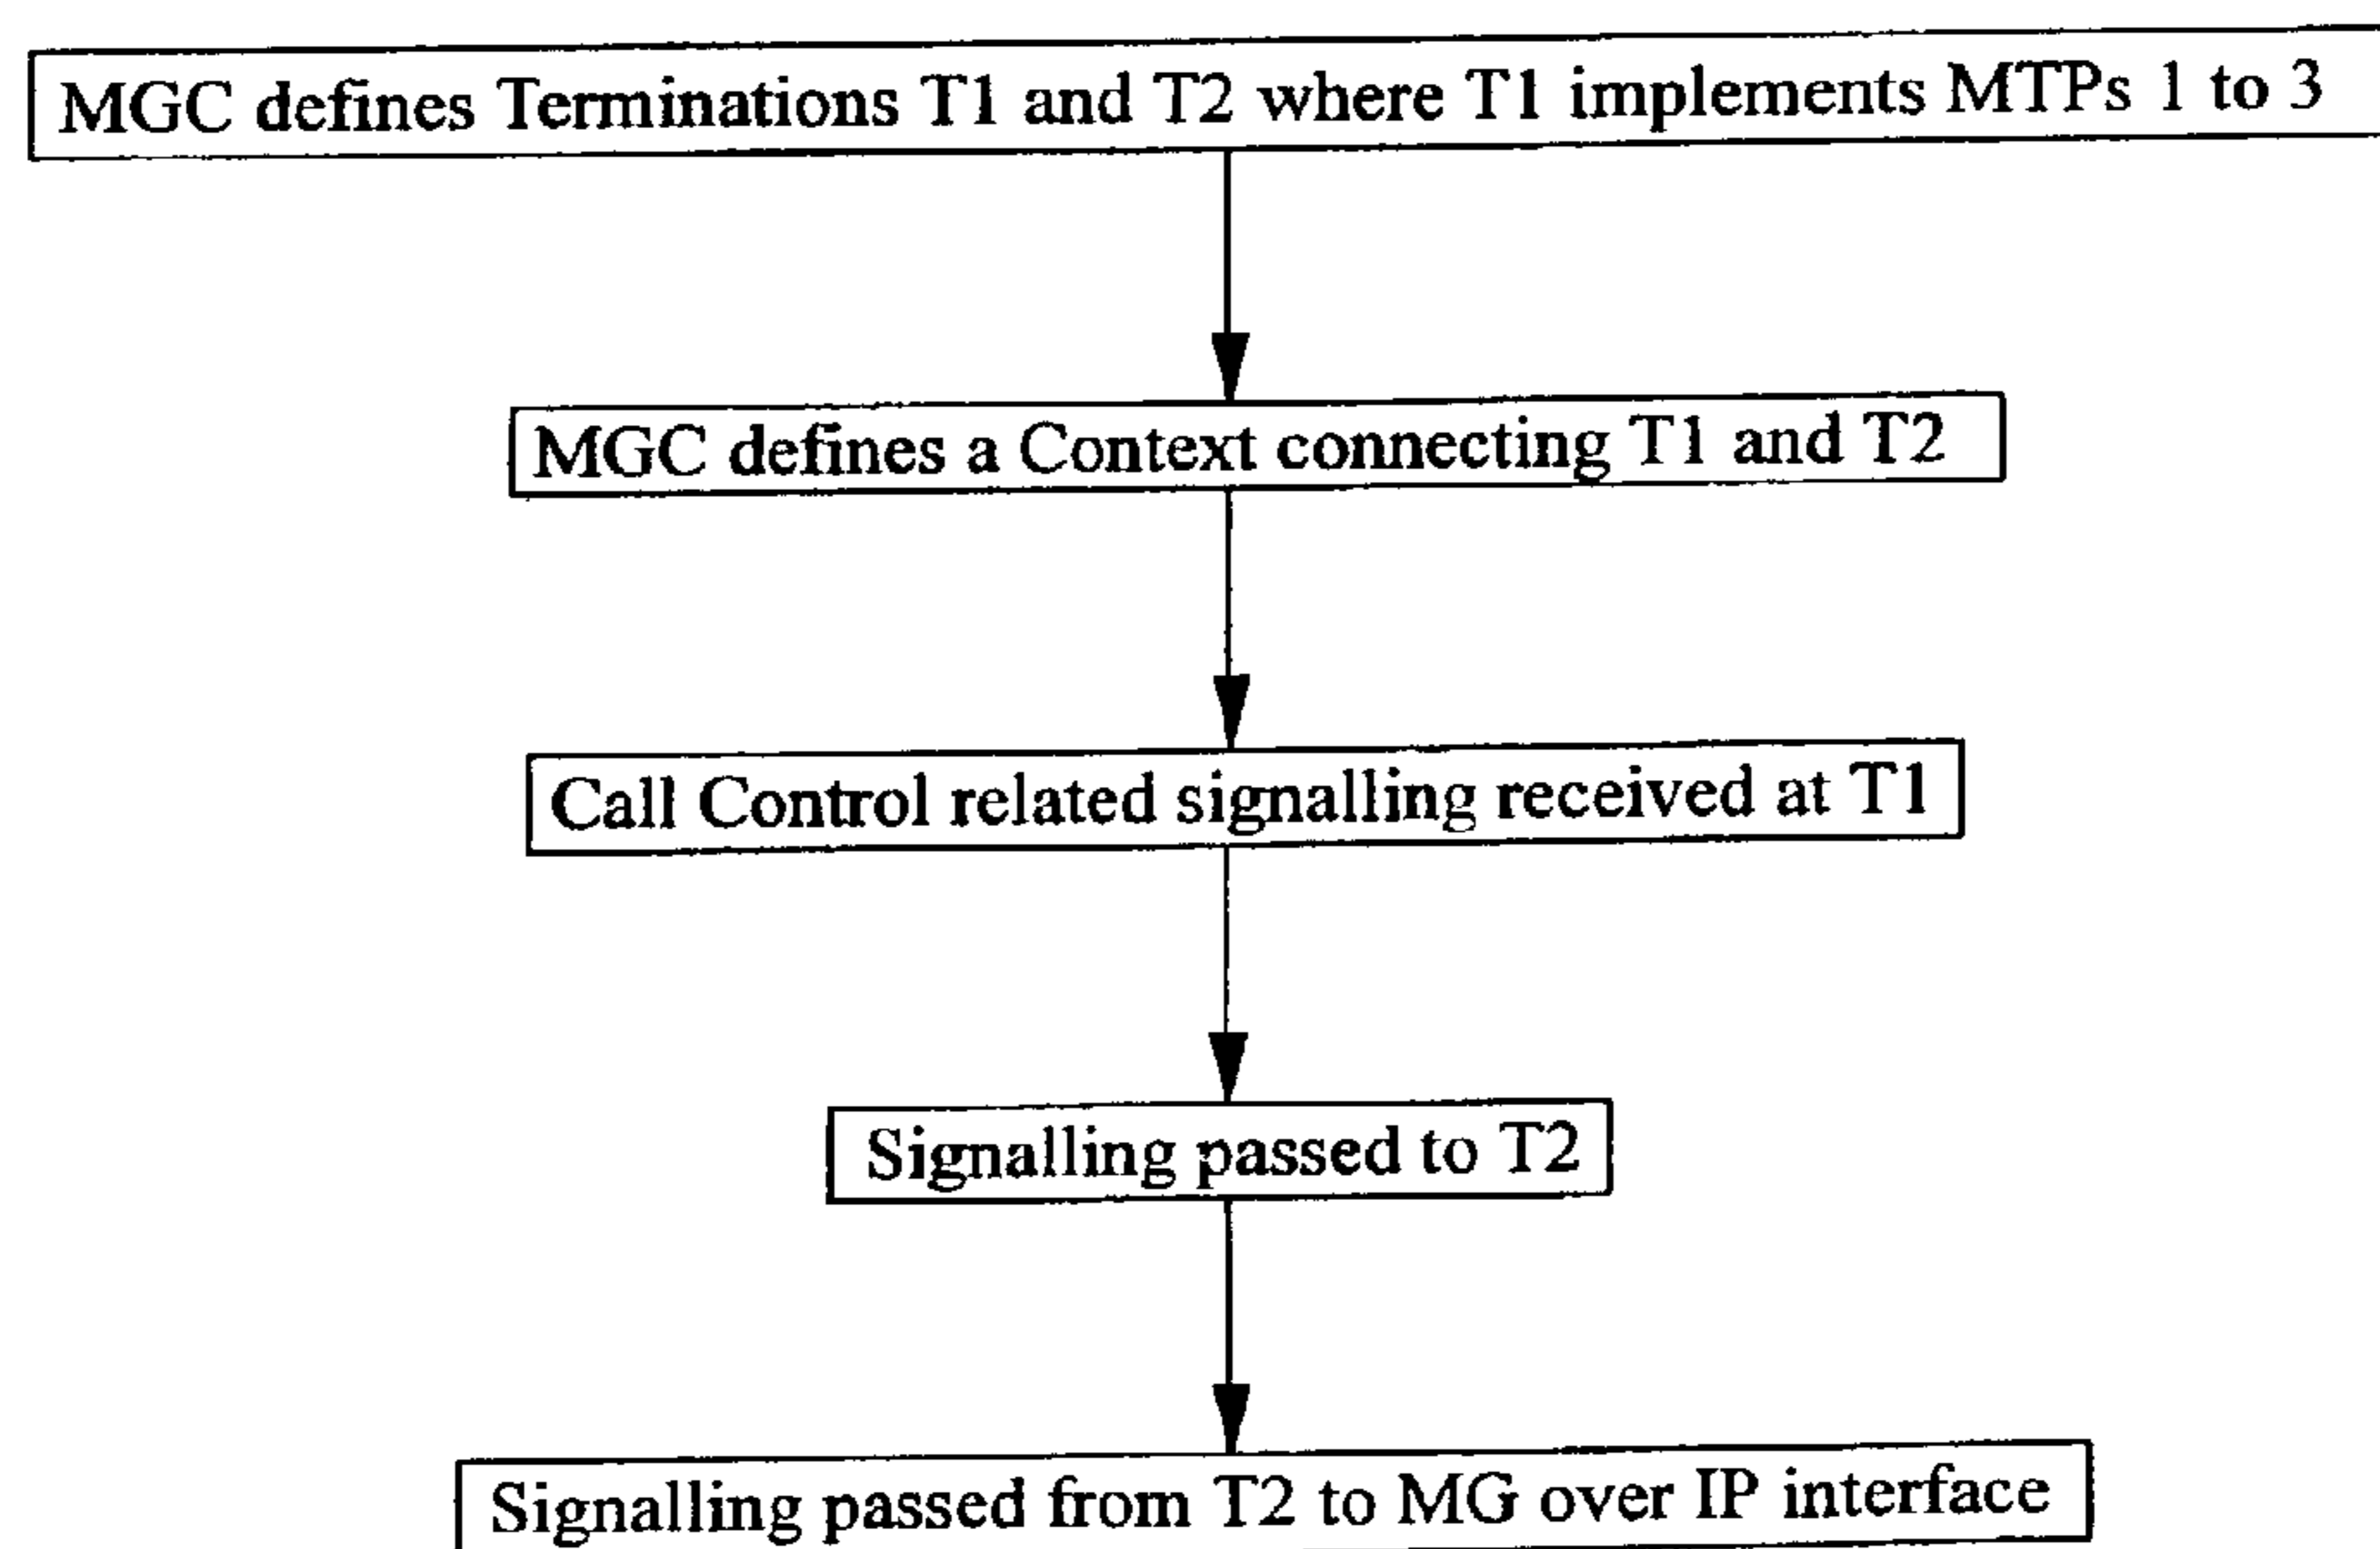 MGC defines Terminations T1 and T2 where T1 implements MTPs 1 to 3
MGC defines a Context connecting T1 and T2
Call Control related signalling received at T1
Signalling passed to T2
Signalling passed from T2 to MG over IP interface